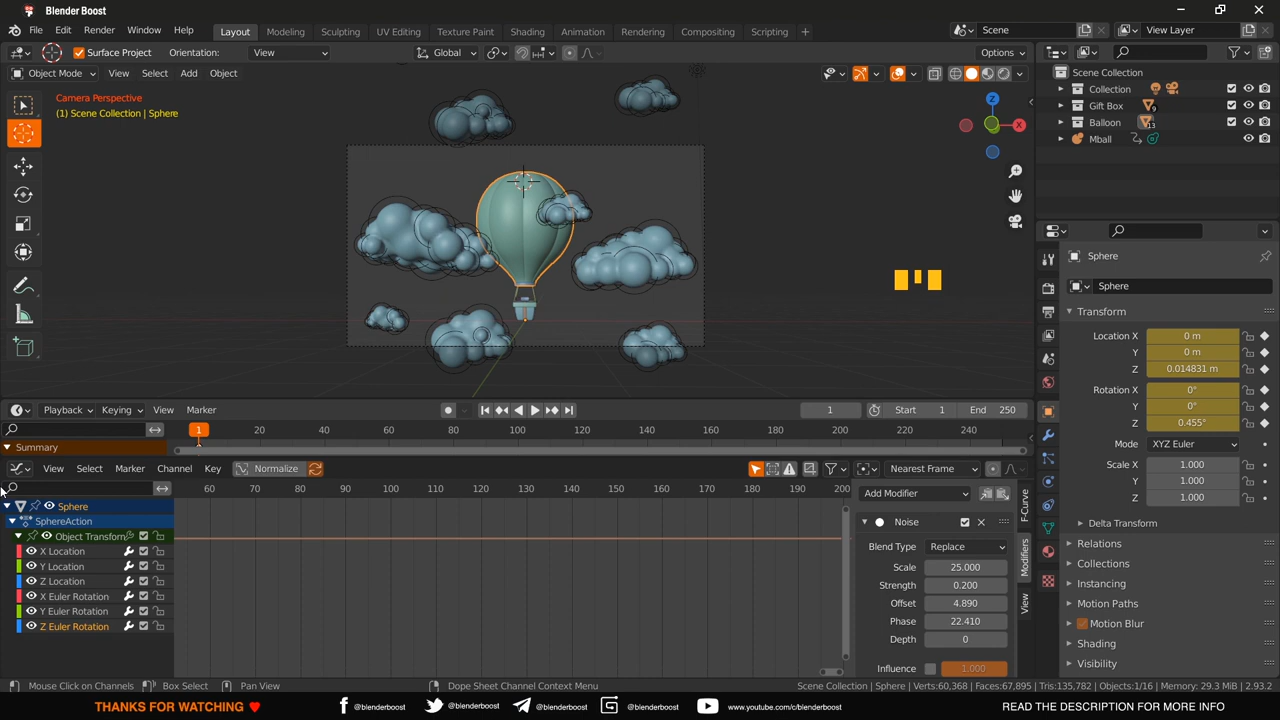 Blender Boost
File Edit Render Window Help Layout Modeling Sculpting UV Editing Texture Paint Shading Animation Rendering Compositing Scripting + Scene View Layer
Surface Project Orientation: View Global Options
Object Mode View Select Add Object
Camera Perspective
(1) Scene Collection | Sphere
Z
X
Scene Collection
Collection
Gift Box
Balloon
Mball
Sphere
Sphere
Transform
Location X 0 m
Y 0 m
Z 0.014831 m
Rotation X 0°
Y 0°
Z 0.455°
Mode XYZ Euler
Scale X 1.000
Y 1.000
Z 1.000
Delta Transform
Relations
Collections
Instancing
Motion Paths
Motion Blur
Shading
Visibility
Playback Keying View Marker 1 Start 1 End 250
1 20 40 60 80 100 120 140 160 180 200 220 240
Summary
View Select Marker Channel Key Normalize Nearest Frame
60 70 80 90 100 110 120 130 140 150 160 170 180 190 200
Sphere
SphereAction
Object Transform
X Location
Y Location
Z Location
X Euler Rotation
Y Euler Rotation
Z Euler Rotation
Add Modifier
Noise
Blend Type Replace
Scale 25.000
Strength 0.200
Offset 4.890
Phase 22.410
Depth 0
Influence 1.000
F-Curve
Modifiers
View
Mouse Click on Channels Box Select Pan View Dope Sheet Channel Context Menu Scene Collection | Sphere | Verts:60,368 | Faces:67,895 | Tris:135,782 | Objects:1/16 | Memory: 29.3 MiB | 2.93.2
THANKS FOR WATCHING @blenderboost @blenderboost @blenderboost @blenderboost www.youtube.com/c/blenderboost READ THE DESCRIPTION FOR MORE INFO